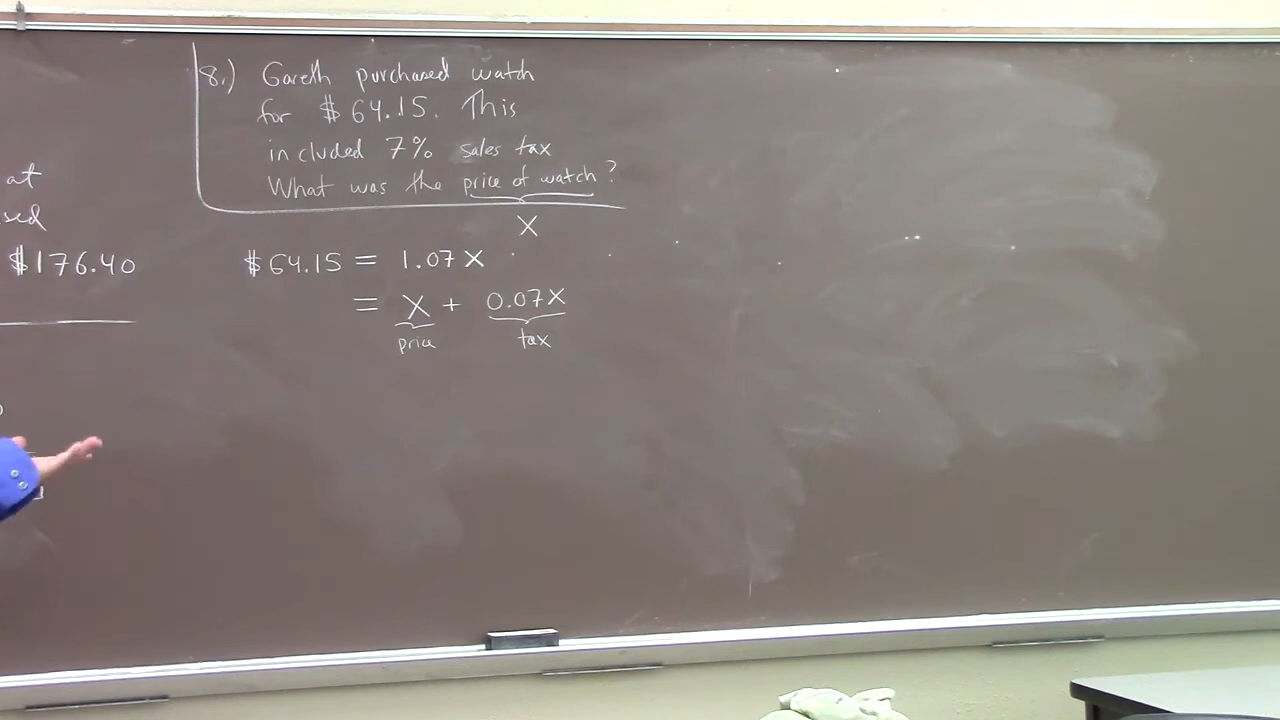 at
sed
$176.40
8.) Gareth purchased watch
for $64.15. This
included 7% sales tax
What was the price of watch?
X
$64.15 = 1.07X
= X + 0.07X
price tax